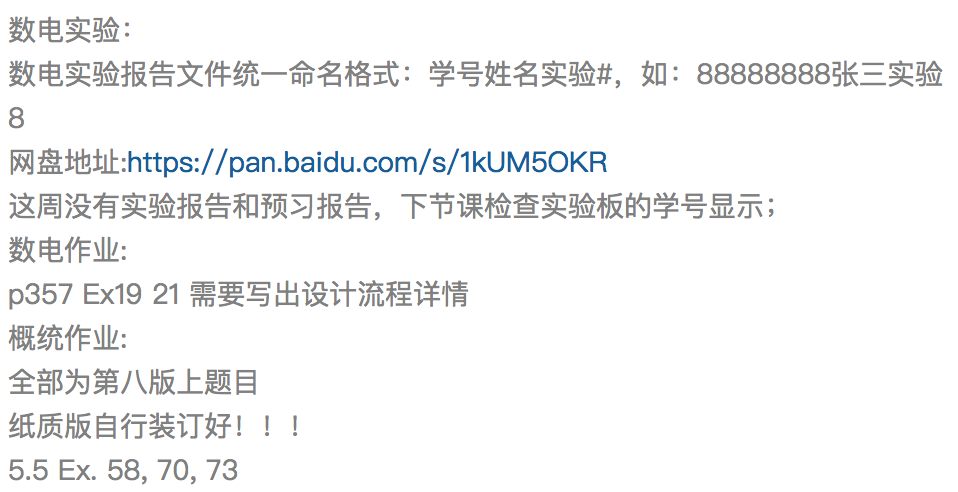 数电实验：
数电实验报告文件统一命名格式：学号姓名实验#，如：88888888张三实验
8
网盘地址:https://pan.baidu.com/s/1kUM5OKR
这周没有实验报告和预习报告，下节课检查实验板的学号显示；
数电作业:
p357 Ex19 21 需要写出设计流程详情
概统作业:
全部为第八版上题目
纸质版自行装订好！！！
5.5 Ex. 58, 70, 73